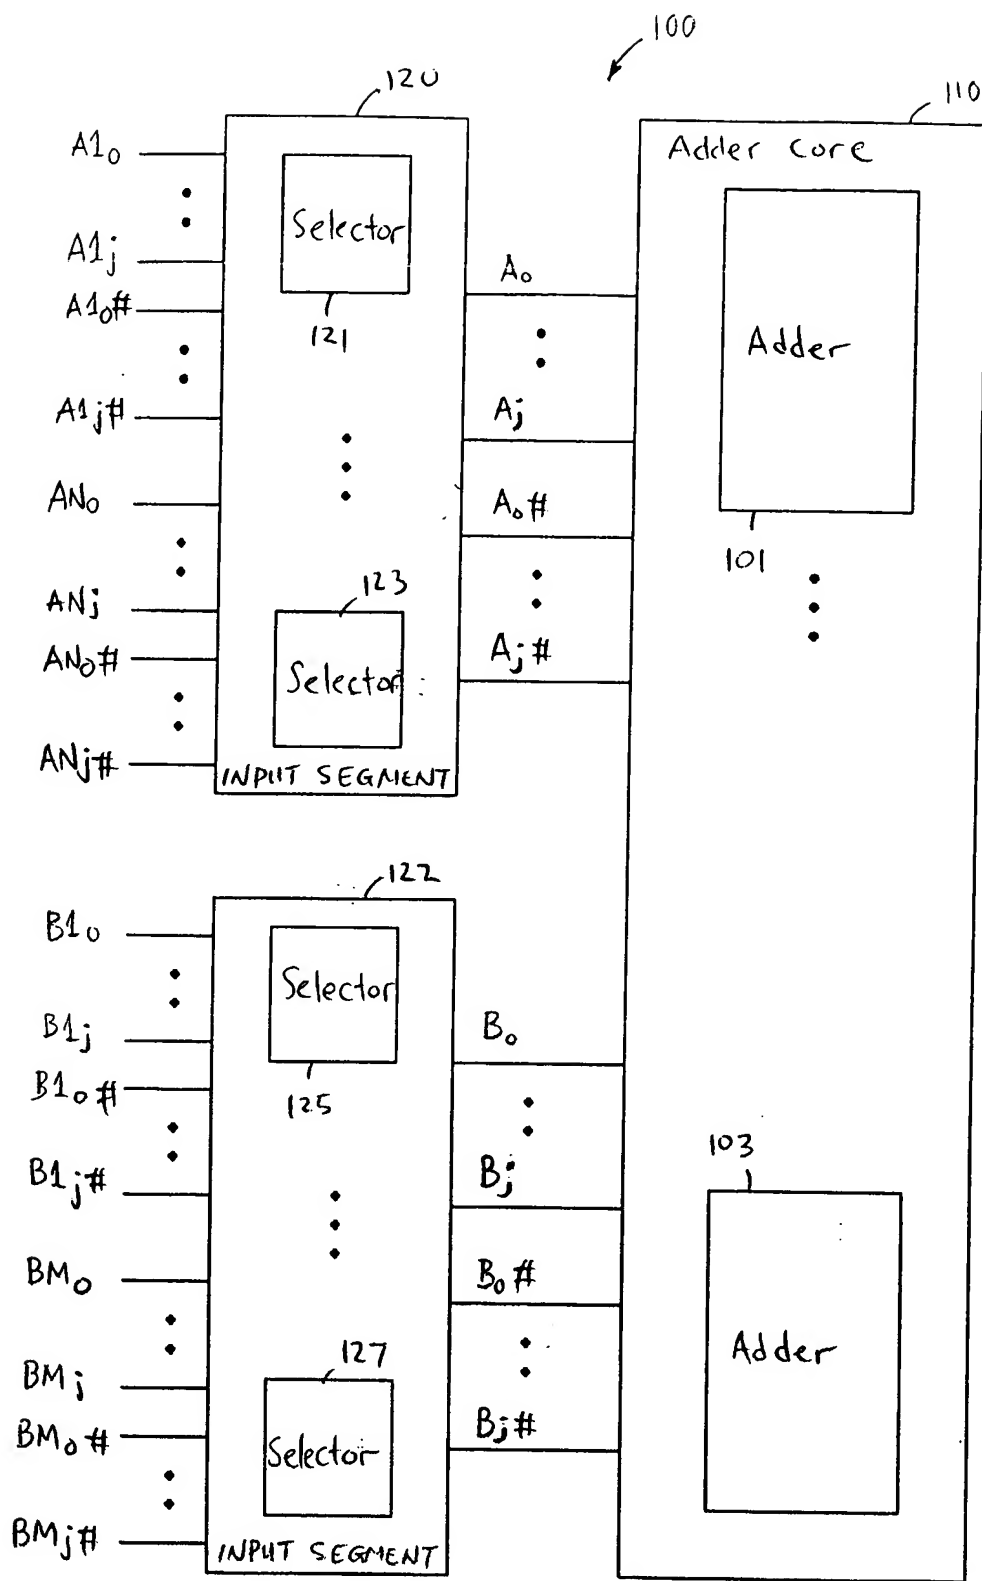 100
120
110
A1₀
A1j
A1₀#
A1j#
AN₀
ANj
AN₀#
ANj#
Selector
121
123
Selector
INPUT SEGMENT
A₀
Aj
A₀#
Aj#
Adder core
Adder
101
122
B1₀
B1j
B1₀#
B1j#
BM₀
BMj
BM₀#
BMj#
Selector
125
127
Selector
INPUT SEGMENT
B₀
Bj
B₀#
Bj#
103
Adder